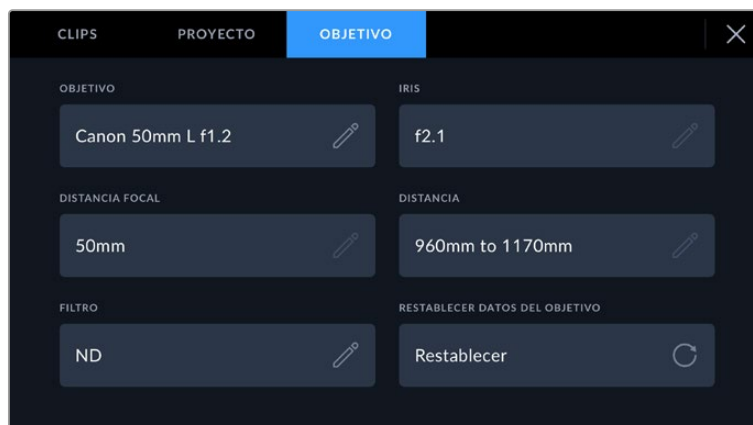 CLIPS PROYECTO OBJETIVO
OBJETIVO IRIS
Canon 50mm L f1.2 f2.1
DISTANCIA FOCAL DISTANCIA
50mm 960mm to 1170mm
FILTRO RESTABLECER DATOS DEL OBJETIVO
ND Restablecer